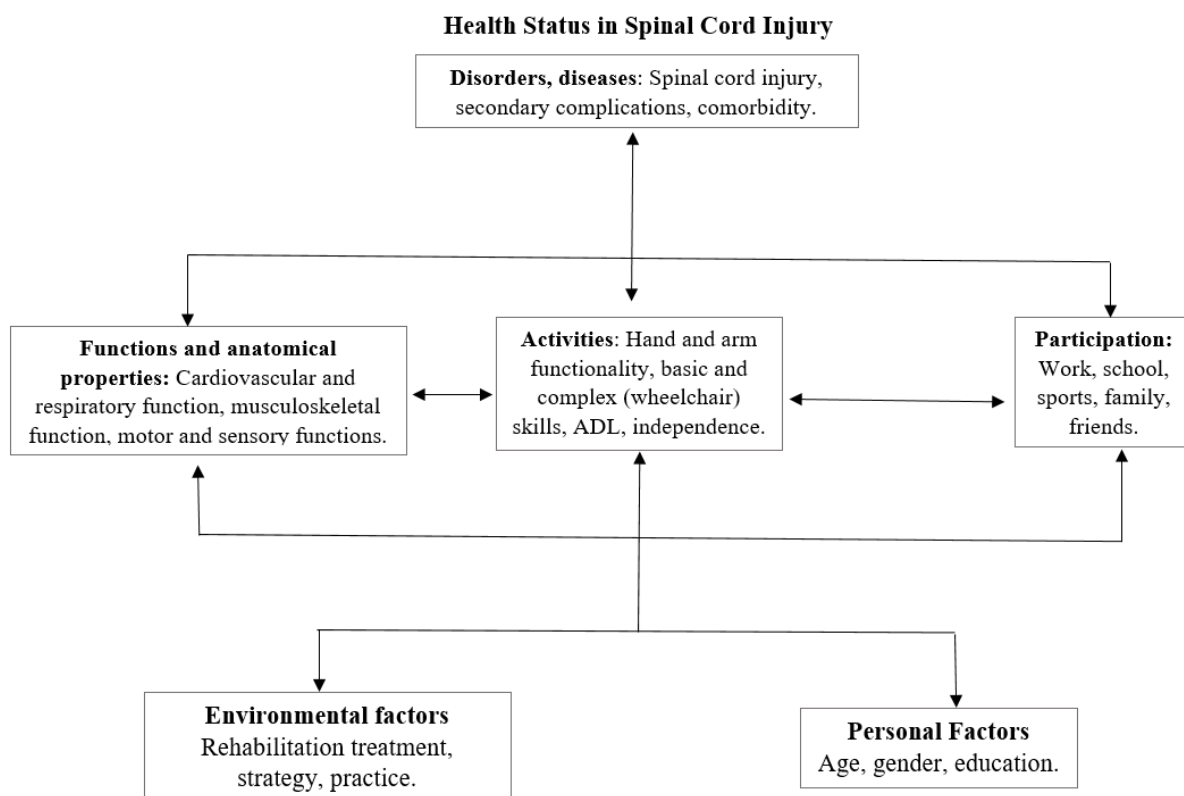 Health Status in Spinal Cord Injury
Disorders, diseases: Spinal cord injury,
secondary complications, comorbidity.
Functions and anatomical
properties: Cardiovascular and
respiratory function, musculoskeletal
function, motor and sensory functions.
Activities: Hand and arm
functionality, basic and
complex (wheelchair)
skills, ADL, independence.
Participation:
Work, school,
sports, family,
friends.
Environmental factors
Rehabilitation treatment,
strategy, practice.
Personal Factors
Age, gender, education.